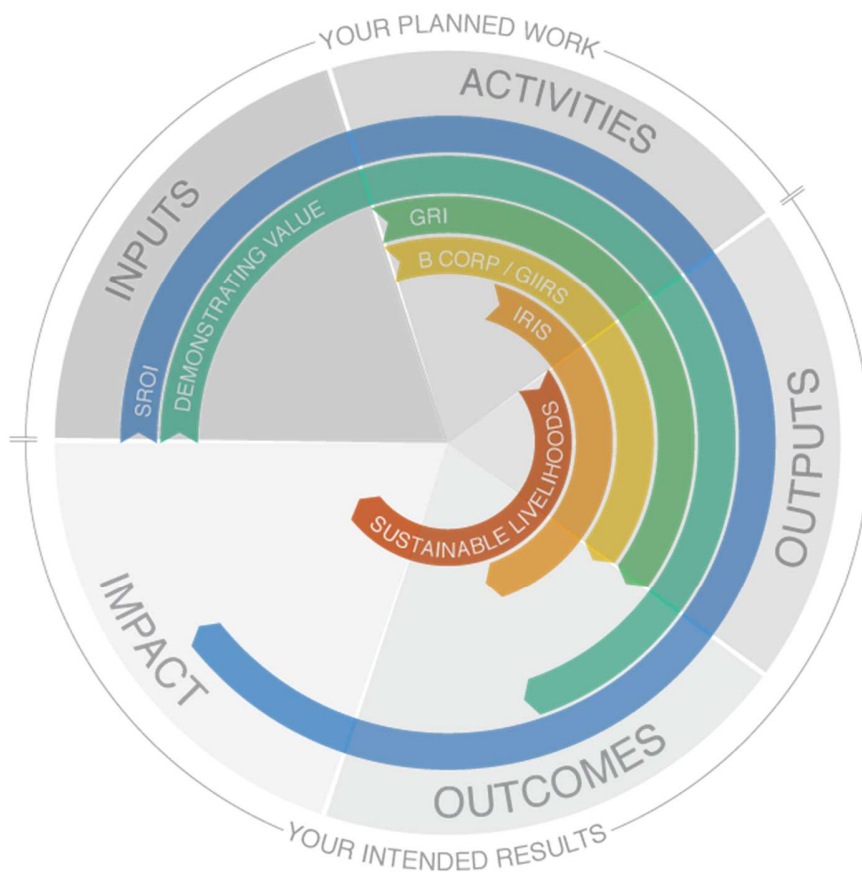 YOUR PLANNED WORK
ACTIVITIES
INPUTS
DEMONSTRATING VALUE
SROI
GRI
B CORP / GIIRS
IRIS
SUSTAINABLE LIVELIHOODS
OUTPUTS
IMPACT
OUTCOMES
YOUR INTENDED RESULTS